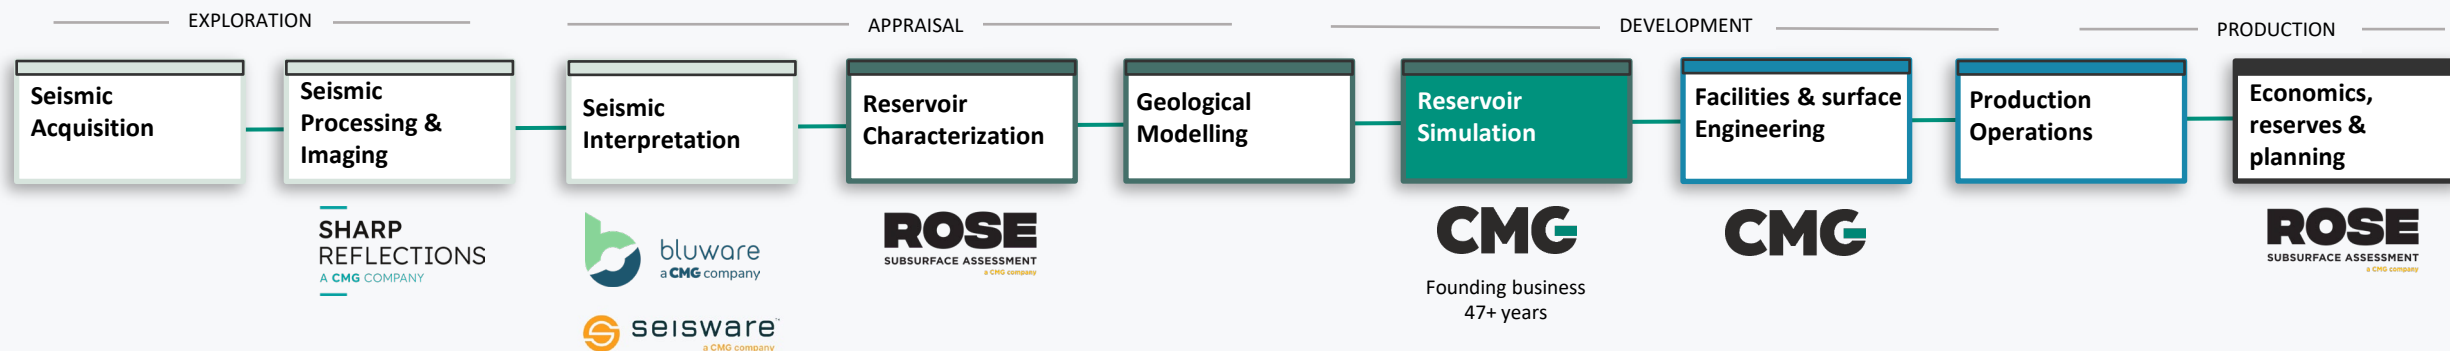 EXPLORATION
APPRAISAL
DEVELOPMENT
PRODUCTION
Seismic
Acquisition
Seismic
Processing &
Imaging
Seismic
Interpretation
Reservoir
Characterization
Geological
Modelling
Reservoir
Simulation
Facilities & surface
Engineering
Production
Operations
Economics,
reserves &
planning
SHARP
REFLECTIONS
A CMG COMPANY
bluware
a CMG company
seisware™
a CMG company
ROSE
SUBSURFACE ASSESSMENT
a CMG company
CMG
Founding business
47+ years
CMG
ROSE
SUBSURFACE ASSESSMENT
a CMG company